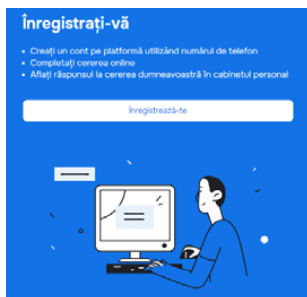 Înregistrați-vă
• Creați un cont pe platformă utilizând numărul de telefon
• Completați cererea online
• Aflați răspunsul la cererea dumneavoastră în cabinetul personal
Înregistrează-te